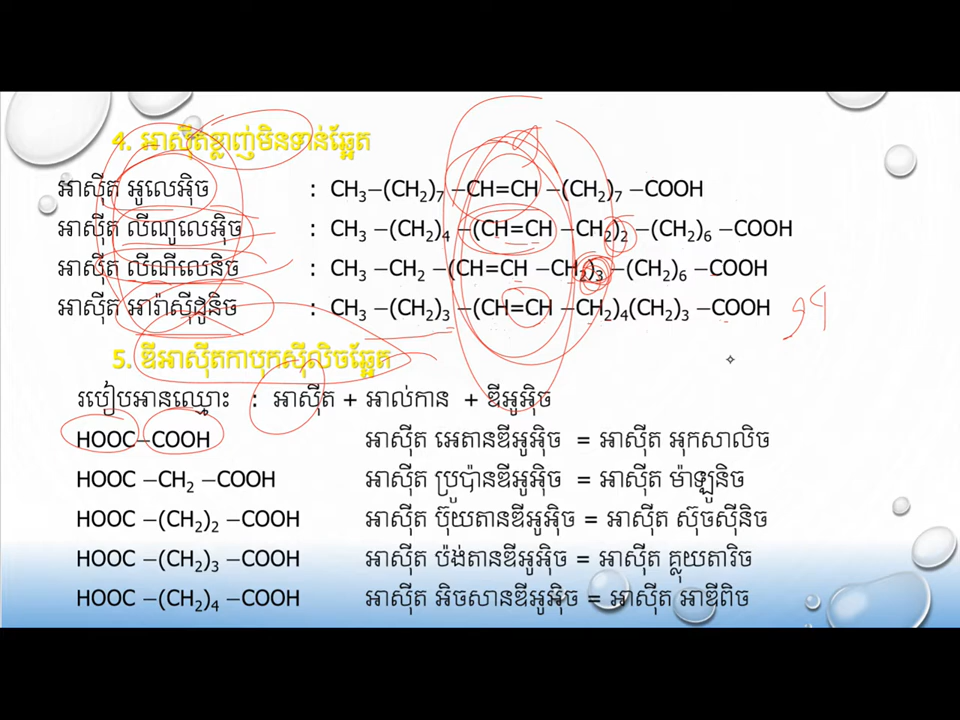 4. អាស៊ីតខ្លាញ់មិនទាន់ឆ្អែត
អាស៊ីត អូលេអ៊ិច : CH₃–(CH₂)₇ –CH=CH –(CH₂)₇ –COOH
អាស៊ីត លីណូលេអ៊ិច : CH₃ –(CH₂)₄ –(CH=CH –CH₂)₂ –(CH₂)₆ –COOH
អាស៊ីត លីណីលេនិច : CH₃ –CH₂ –(CH=CH –CH₂)₃ –(CH₂)₆ –COOH
អាស៊ីត អារ៉ាស៊ីដូនិច : CH₃ –(CH₂)₃ –(CH=CH –CH₂)₄(CH₂)₃ –COOH
5. ឌីអាស៊ីតកាបុកស៊ីលិចឆ្អែត
របៀបអានឈ្មោះ : អាស៊ីត + អាល់កាន + ឌីអូអ៊ិច
HOOC–COOH អាស៊ីត អេតានឌីអូអ៊ិច = អាស៊ីត អុកសាលិច
HOOC –CH₂ –COOH អាស៊ីត ប្រូប៉ានឌីអូអ៊ិច = អាស៊ីត ម៉ាឡូនិច
HOOC –(CH₂)₂ –COOH អាស៊ីត ប៊ុយតានឌីអូអ៊ិច = អាស៊ីត ស៊ុចស៊ីនិច
HOOC –(CH₂)₃ –COOH អាស៊ីត ប៉ង់តានឌីអូអ៊ិច = អាស៊ីត គ្លុយតារិច
HOOC –(CH₂)₄ –COOH អាស៊ីត អិចសានឌីអូអ៊ិច = អាស៊ីត អាឌីពិច